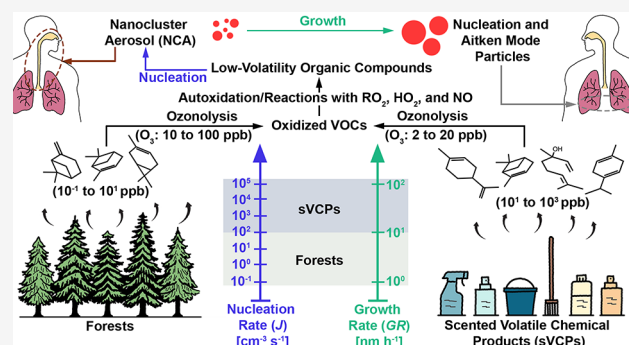 Nanocluster
Aerosol (NCA)
Growth
Nucleation and
Aitken Mode
Particles
Nucleation
Low-Volatility Organic Compounds
Autoxidation/Reactions with RO₂, HO₂, and NO
Ozonolysis
(O₃: 10 to 100 ppb)
Oxidized VOCs
Ozonolysis
(O₃: 2 to 20 ppb)
OH
(10⁻¹ to 10¹ ppb)
(10¹ to 10³ ppb)
10⁵
10⁴
10³
10²
10¹
10⁰
10⁻¹
sVCPs
Forests
10²
10¹
10⁰
Forests
Nucleation
Rate (J)
[cm⁻³ s⁻¹]
Growth
Rate (GR)
[nm h⁻¹]
Scented Volatile Chemical
Products (sVCPs)